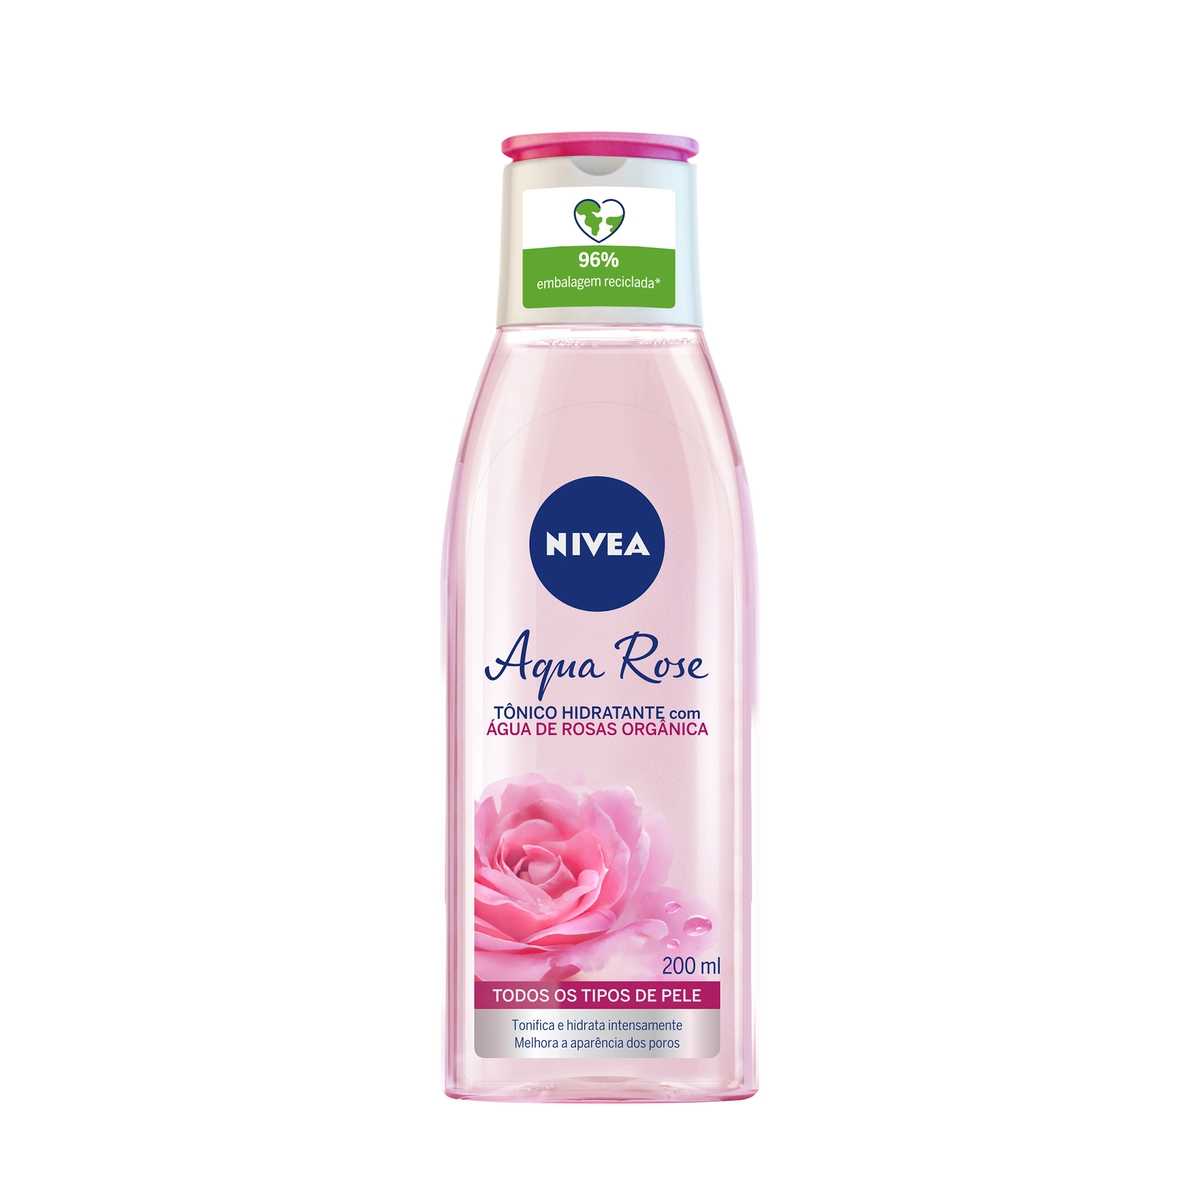 96%
embalagem reciclada*
NIVEA
Aqua Rose
TÔNICO HIDRATANTE com
ÁGUA DE ROSAS ORGÂNICA
200 ml
TODOS OS TIPOS DE PELE
Tonifica e hidrata intensamente
Melhora a aparência dos poros